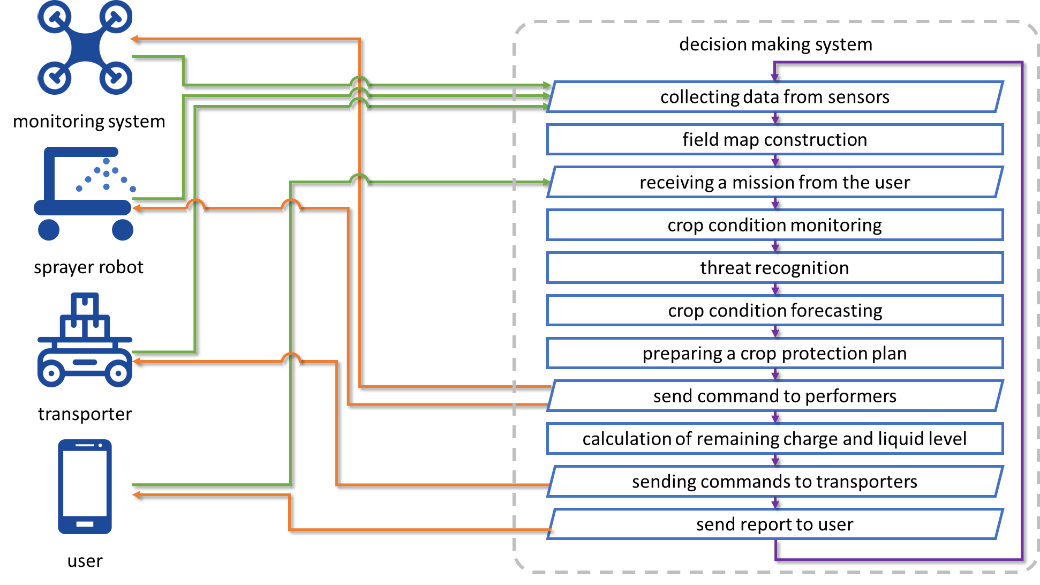 monitoring system
sprayer robot
transporter
user
decision making system
collecting data from sensors
field map construction
receiving a mission from the user
crop condition monitoring
threat recognition
crop condition forecasting
preparing a crop protection plan
send command to performers
calculation of remaining charge and liquid level
sending commands to transporters
send report to user